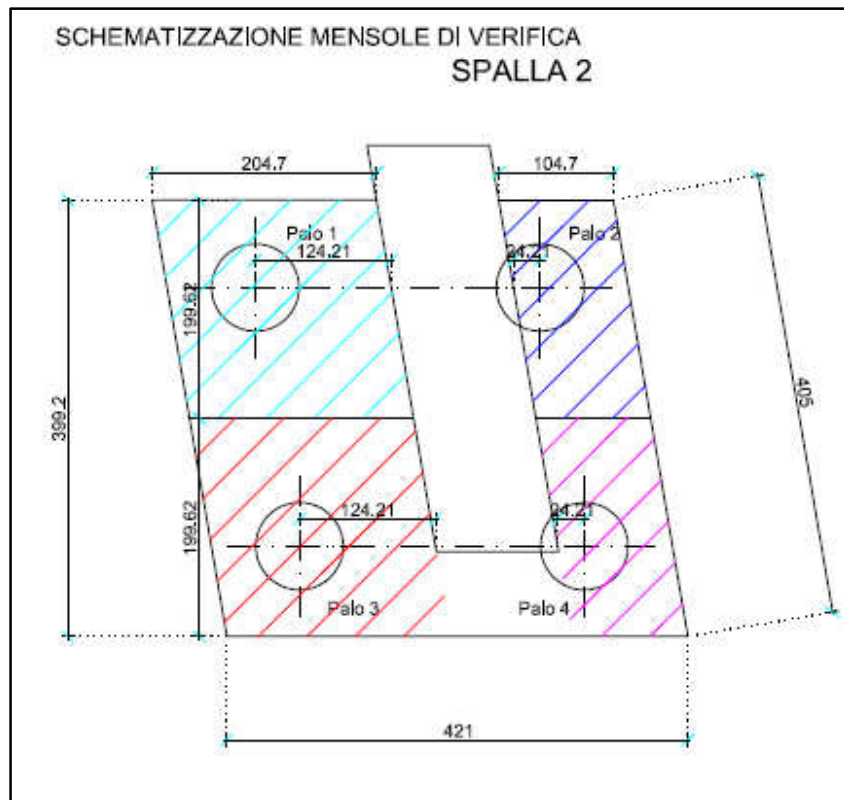 SCHEMATIZZAZIONE MENSOLE DI VERIFICA
SPALLA 2
204.7
104.7
Palo 1
Palo 2
124.21
24.21
199.62
405
399.2
124.21
24.21
199.62
Palo 3
Palo 4
421